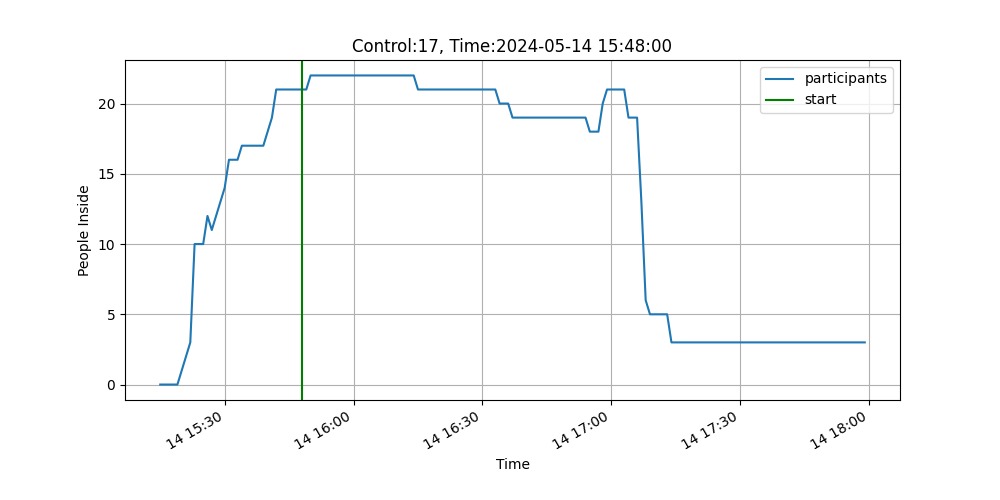 Control:17, Time:2024-05-14 15:48:00
participants
start
People Inside
20
15
10
5
0
14 15:30
14 16:00
14 16:30
14 17:00
14 17:30
14 18:00
Time